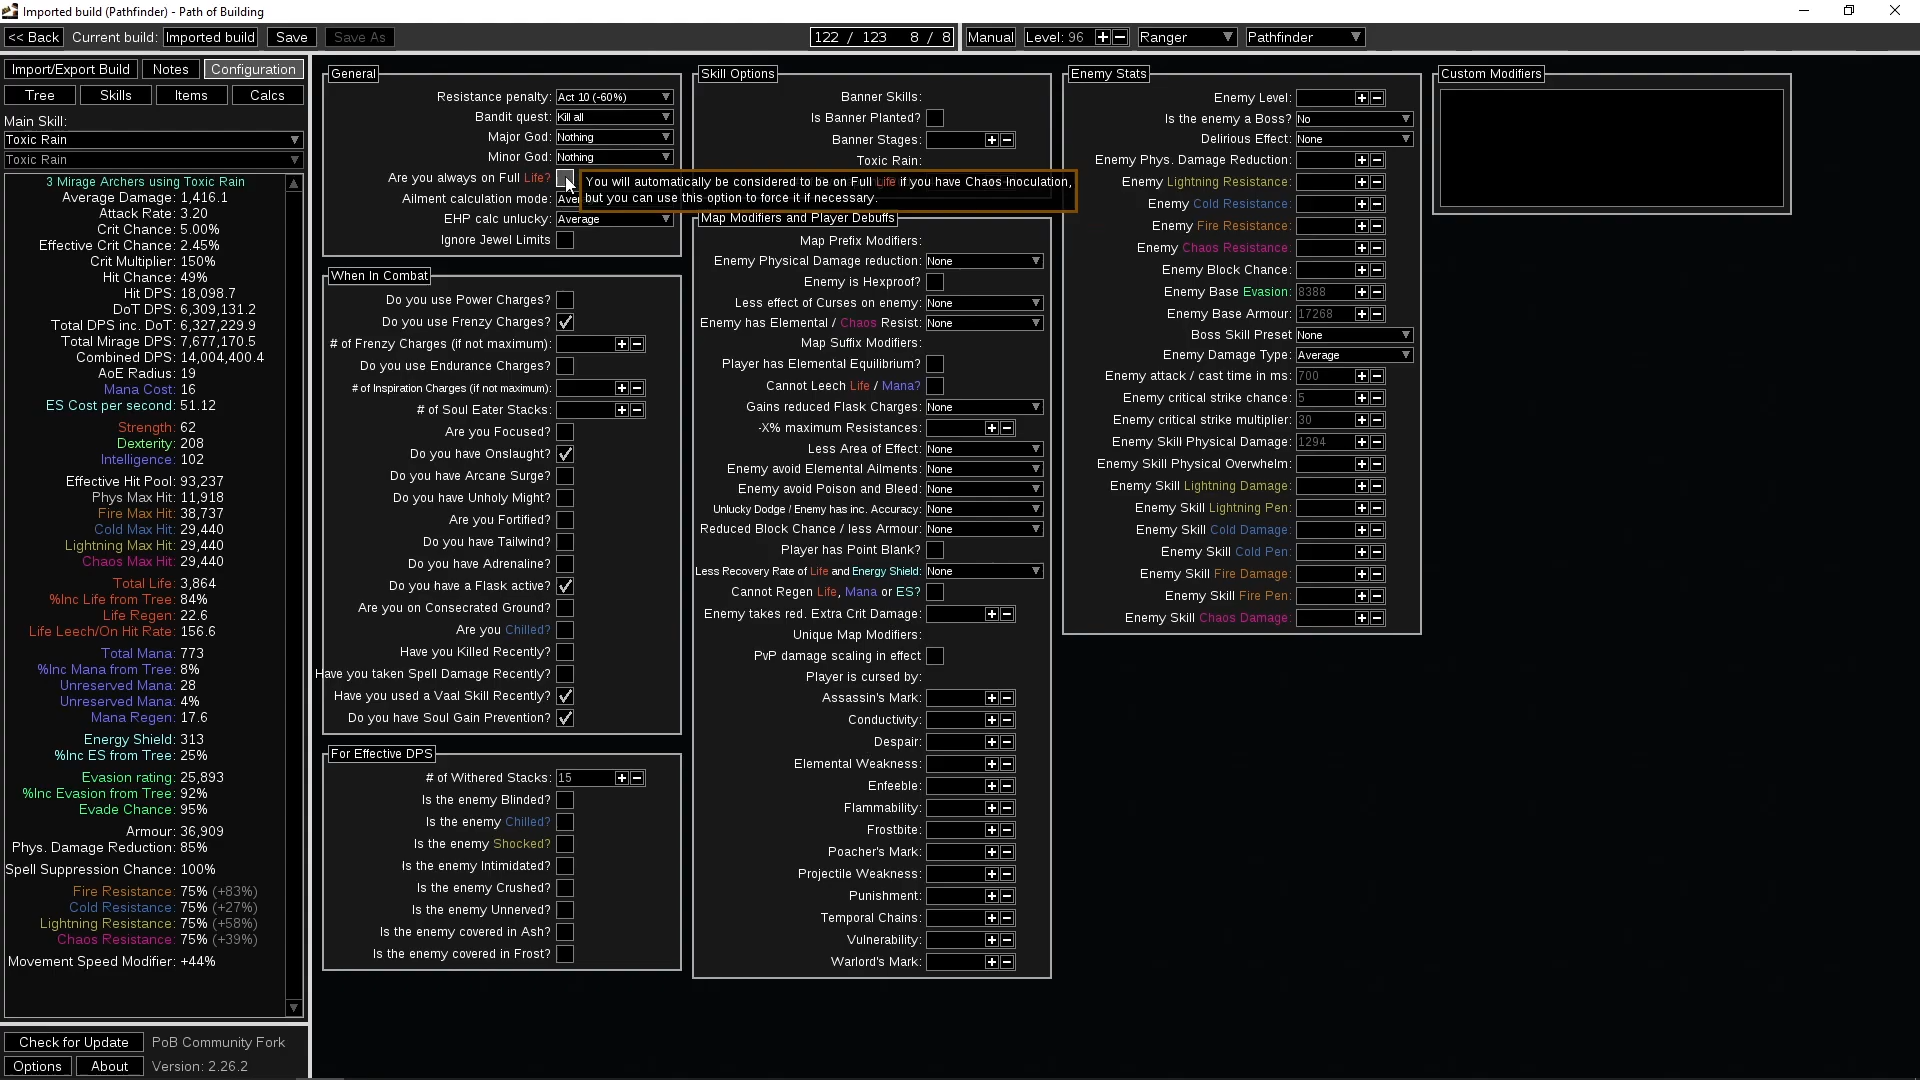 Imported build (Pathfinder) - Path of Building
<< Back Current build: Imported build Save Save As 122 / 123 8 / 8 Manual Level: 96 + − Ranger Pathfinder
Import/Export Build Notes Configuration
Tree Skills Items Calcs
Main Skill:
Toxic Rain
Toxic Rain
3 Mirage Archers using Toxic Rain
Average Damage: 1,416.1
Attack Rate: 3.20
Crit Chance: 5.00%
Effective Crit Chance: 2.45%
Crit Multiplier: 150%
Hit Chance: 49%
Hit DPS: 18,098.7
DoT DPS: 6,309,131.2
Total DPS inc. DoT: 6,327,229.9
Total Mirage DPS: 7,677,170.5
Combined DPS: 14,004,400.4
AoE Radius: 19
Mana Cost: 16
ES Cost per second: 51.12
Strength: 62
Dexterity: 208
Intelligence: 102
Effective Hit Pool: 93,237
Phys Max Hit: 11,918
Fire Max Hit: 38,737
Cold Max Hit: 29,440
Lightning Max Hit: 29,440
Chaos Max Hit: 29,440
Total Life: 3,864
%Inc Life from Tree: 84%
Life Regen: 22.6
Life Leech/On Hit Rate: 156.6
Total Mana: 773
%Inc Mana from Tree: 8%
Unreserved Mana: 28
Unreserved Mana: 4%
Mana Regen: 17.6
Energy Shield: 313
%Inc ES from Tree: 25%
Evasion rating: 25,893
%Inc Evasion from Tree: 92%
Evade Chance: 95%
Armour: 36,909
Phys. Damage Reduction: 85%
Spell Suppression Chance: 100%
Fire Resistance: 75% (+83%)
Cold Resistance: 75% (+27%)
Lightning Resistance: 75% (+58%)
Chaos Resistance: 75% (+39%)
Movement Speed Modifier: +44%
Check for Update PoB Community Fork
Options About Version: 2.26.2
General
Resistance penalty: Act 10 (-60%)
Bandit quest: Kill all
Major God: Nothing
Minor God: Nothing
Are you always on Full Life?
You will automatically be considered to be on Full Life if you have Chaos Inoculation,
but you can use this option to force it if necessary.
Ailment calculation mode: Aver
EHP calc unlucky: Average
Ignore Jewel Limits
When In Combat
Do you use Power Charges?
Do you use Frenzy Charges?
# of Frenzy Charges (if not maximum): + −
Do you use Endurance Charges?
# of Inspiration Charges (if not maximum): + −
# of Soul Eater Stacks: + −
Are you Focused?
Do you have Onslaught?
Do you have Arcane Surge?
Do you have Unholy Might?
Are you Fortified?
Do you have Tailwind?
Do you have Adrenaline?
Do you have a Flask active?
Are you on Consecrated Ground?
Are you Chilled?
Have you Killed Recently?
Have you taken Spell Damage Recently?
Have you used a Vaal Skill Recently?
Do you have Soul Gain Prevention?
For Effective DPS
# of Withered Stacks: 15 + −
Is the enemy Blinded?
Is the enemy Chilled?
Is the enemy Shocked?
Is the enemy Intimidated?
Is the enemy Crushed?
Is the enemy Unnerved?
Is the enemy covered in Ash?
Is the enemy covered in Frost?
Skill Options
Banner Skills:
Is Banner Planted?
Banner Stages: + −
Toxic Rain:
Map Modifiers and Player Debuffs
Map Prefix Modifiers:
Enemy Physical Damage reduction: None
Enemy is Hexproof?
Less effect of Curses on enemy: None
Enemy has Elemental / Chaos Resist: None
Map Suffix Modifiers:
Player has Elemental Equilibrium?
Cannot Leech Life / Mana?
Gains reduced Flask Charges: None
-X% maximum Resistances: + −
Less Area of Effect: None
Enemy avoid Elemental Ailments: None
Enemy avoid Poison and Bleed: None
Unlucky Dodge / Enemy has inc. Accuracy: None
Reduced Block Chance / less Armour: None
Player has Point Blank?
Less Recovery Rate of Life and Energy Shield: None
Cannot Regen Life, Mana or ES?
Enemy takes red. Extra Crit Damage: + −
Unique Map Modifiers:
PvP damage scaling in effect
Player is cursed by:
Assassin's Mark: + −
Conductivity: + −
Despair: + −
Elemental Weakness: + −
Enfeeble: + −
Flammability: + −
Frostbite: + −
Poacher's Mark: + −
Projectile Weakness: + −
Punishment: + −
Temporal Chains: + −
Vulnerability: + −
Warlord's Mark: + −
Enemy Stats
Enemy Level: + −
Is the enemy a Boss? No
Delirious Effect: None
Enemy Phys. Damage Reduction: + −
Enemy Lightning Resistance: + −
Enemy Cold Resistance: + −
Enemy Fire Resistance: + −
Enemy Chaos Resistance: + −
Enemy Block Chance: + −
Enemy Base Evasion: 8388 + −
Enemy Base Armour: 17268 + −
Boss Skill Preset None
Enemy Damage Type: Average
Enemy attack / cast time in ms: 700 + −
Enemy critical strike chance: 5 + −
Enemy critical strike multiplier: 30 + −
Enemy Skill Physical Damage: 1294 + −
Enemy Skill Physical Overwhelm: + −
Enemy Skill Lightning Damage: + −
Enemy Skill Lightning Pen: + −
Enemy Skill Cold Damage: + −
Enemy Skill Cold Pen: + −
Enemy Skill Fire Damage: + −
Enemy Skill Fire Pen: + −
Enemy Skill Chaos Damage: + −
Custom Modifiers